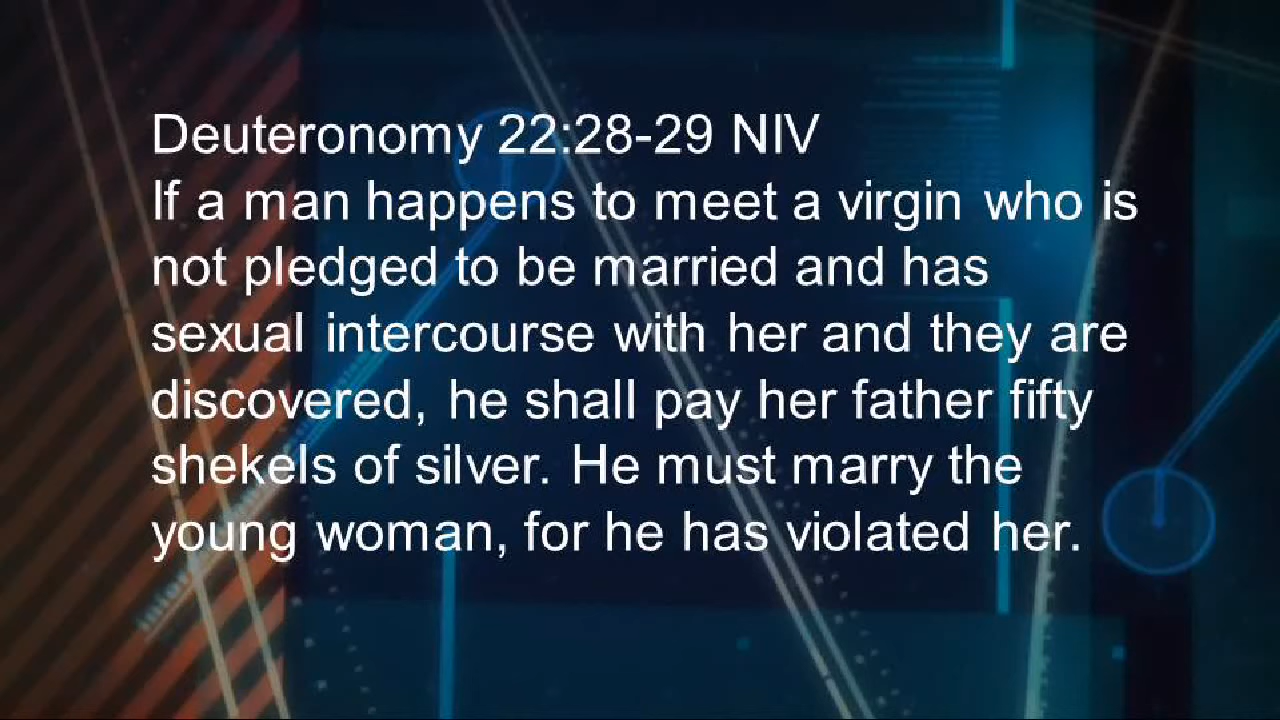 Deuteronomy 22:28-29 NIV
If a man happens to meet a virgin who is
not pledged to be married and has
sexual intercourse with her and they are
discovered, he shall pay her father fifty
shekels of silver. He must marry the
young woman, for he has violated her.